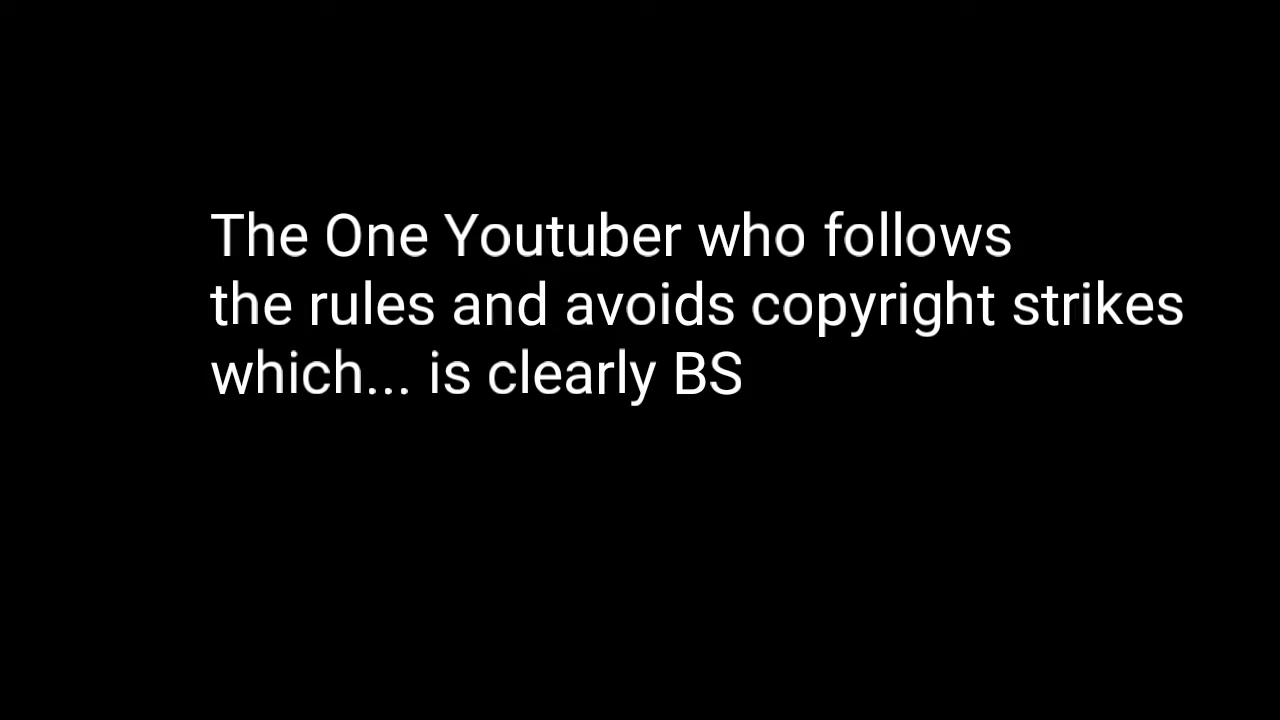 The One Youtuber who follows
the rules and avoids copyright strikes
which... is clearly BS